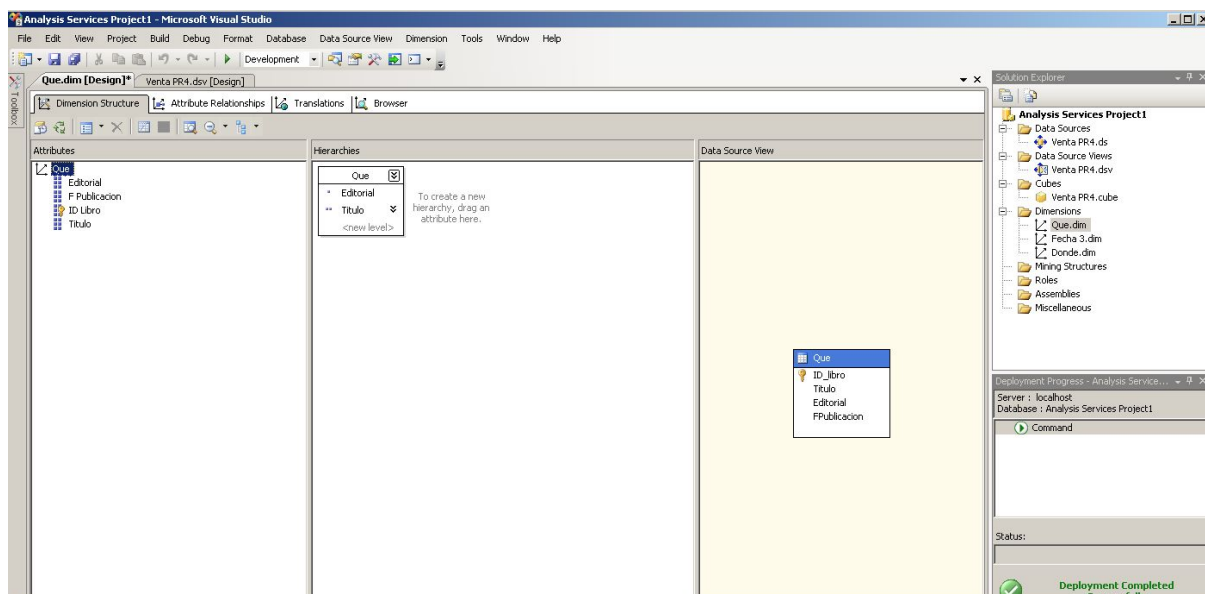 Analysis Services Project1 - Microsoft Visual Studio
File Edit View Project Build Debug Format Database Data Source View Dimension Tools Window Help
Development
Toolbox
Que.dim [Design]* Venta PR4.dsv [Design]
Dimension Structure Attribute Relationships Translations Browser
Attributes
Que
Editorial
F Publicacion
ID Libro
Titulo
Hierarchies
Que
Editorial
Titulo
<new level>
To create a new
hierarchy, drag an
attribute here.
Data Source View
Que
ID_libro
Titulo
Editorial
FPublicacion
Solution Explorer
Analysis Services Project1
Data Sources
Venta PR4.ds
Data Source Views
Venta PR4.dsv
Cubes
Venta PR4.cube
Dimensions
Que.dim
Fecha 3.dim
Donde.dim
Mining Structures
Roles
Assemblies
Miscellaneous
Deployment Progress - Analysis Service...
Server : localhost
Database : Analysis Services Project1
Command
Status:
Deployment Completed